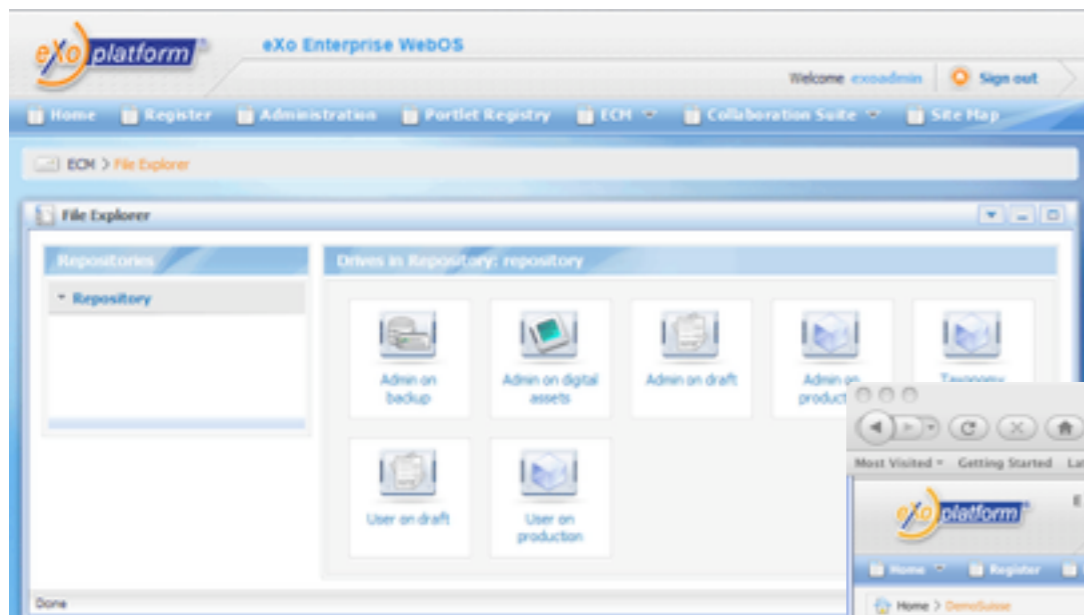 eXo platform
eXo Enterprise WebOS
Welcome exoadmin
Sign out
Home
Register
Administration
Portlet Registry
ECM
Collaboration Suite
Site Map
ECM > File Explorer
File Explorer
Repositories
Drives in Repository: repository
Repository
Admin on
backup
Admin on digital
assets
Admin on draft
Admin on
Taxonomy
User on draft
User on
production
Done
Most Visited
Getting Started
eXo platform
Home
Register
Home > DemoSuisse